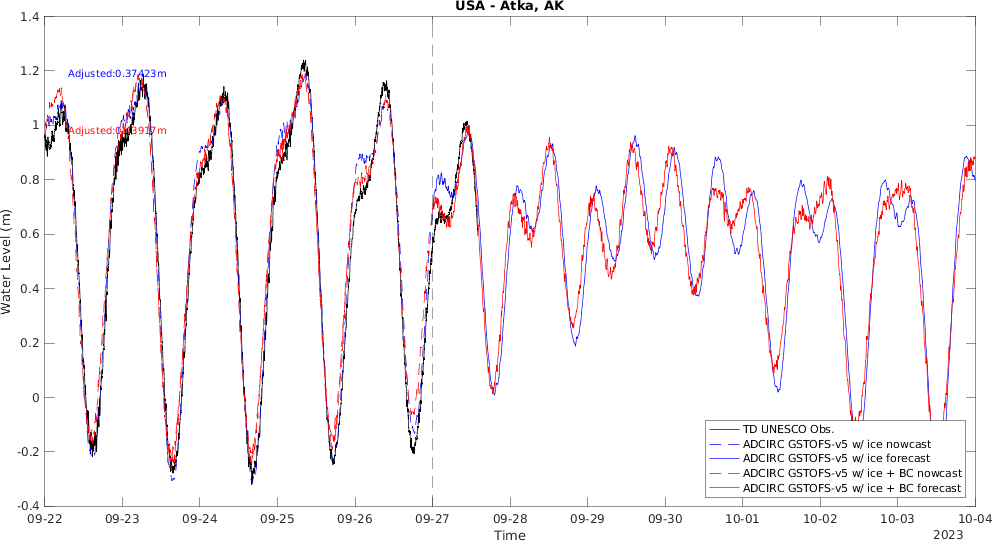 USA - Atka, AK
1.4
1.2
1
0.8
0.6
0.4
0.2
0
-0.2
-0.4
Water Level (m)
Adjusted:0.37423m
TD UNESCO Obs.
ADCIRC GSTOFS-v5 w/ ice nowcast
ADCIRC GSTOFS-v5 w/ ice forecast
ADCIRC GSTOFS-v5 w/ ice + BC nowcast
ADCIRC GSTOFS-v5 w/ ice + BC forecast
09-22 09-23 09-24 09-25 09-26 09-27 09-28 09-29 09-30 10-01 10-02 10-03 10-04
Time
2023